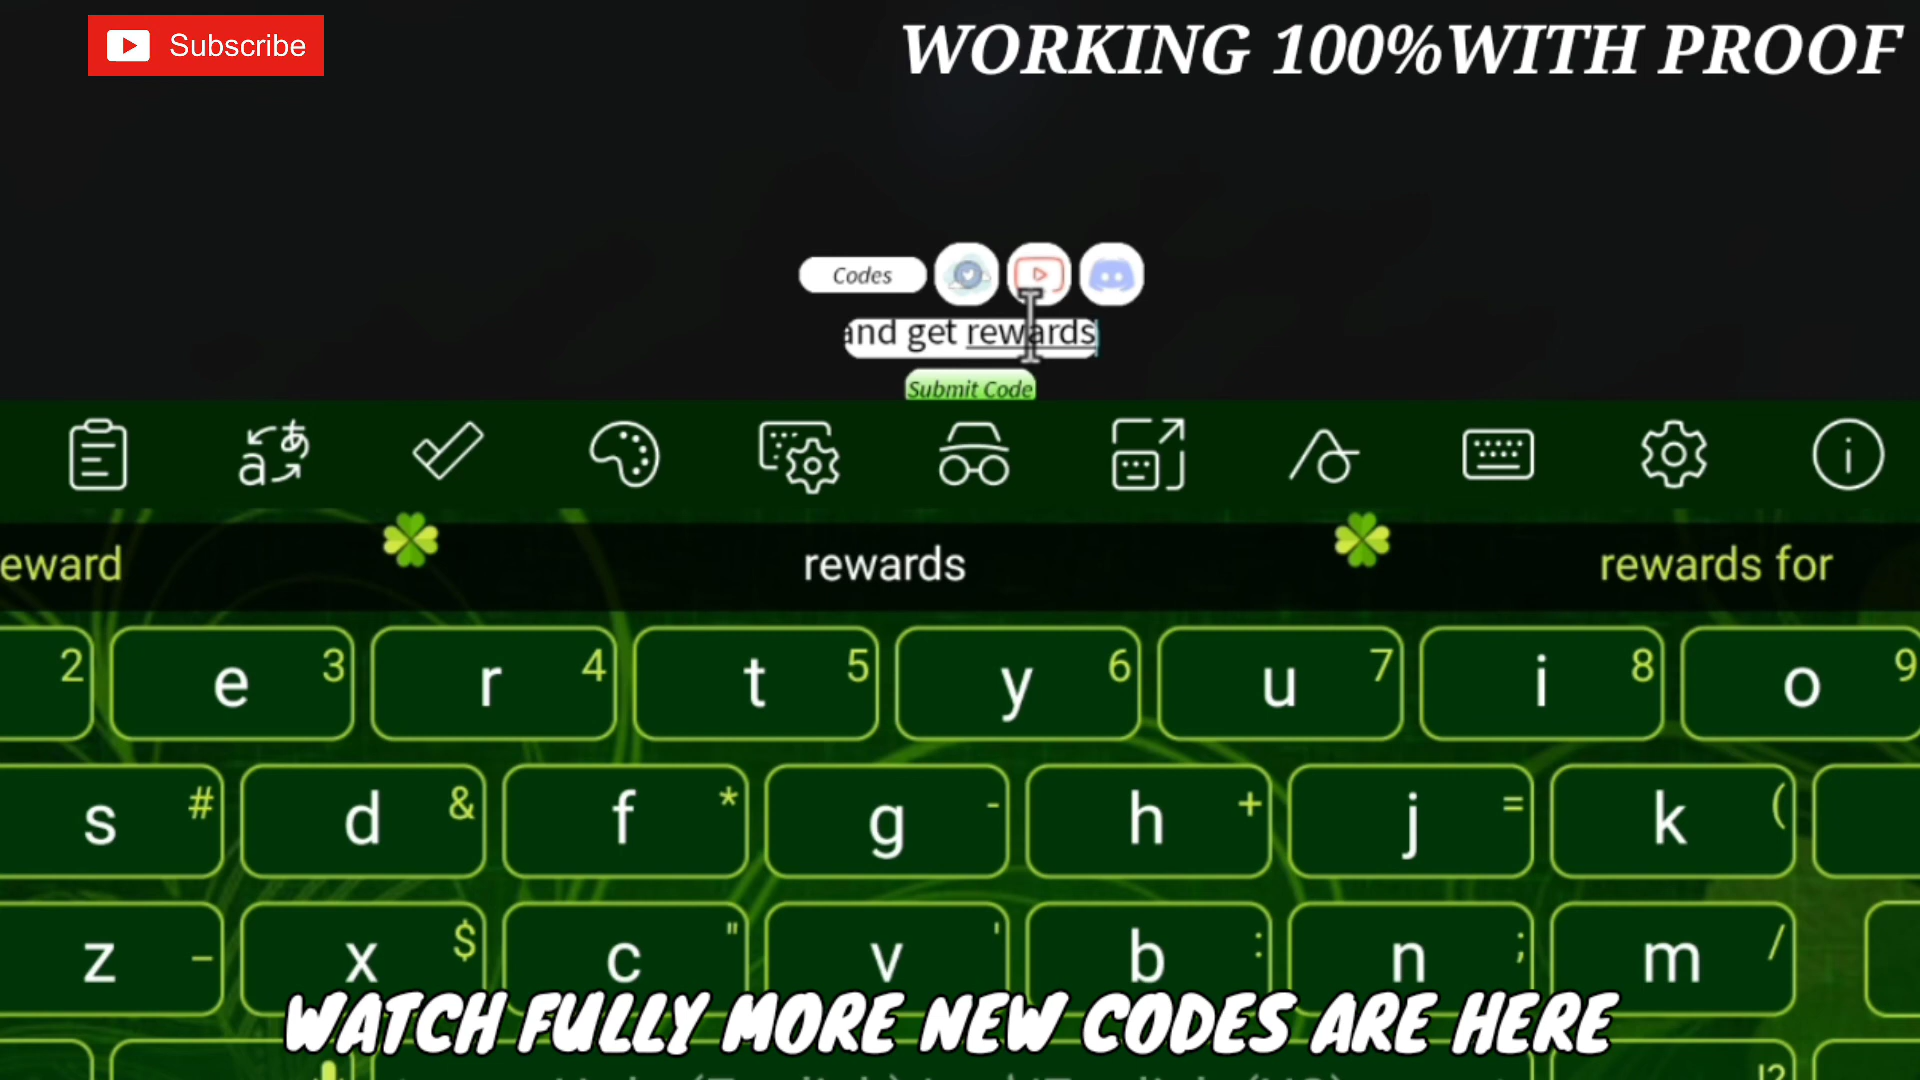 Subscribe
WORKING 100%WITH PROOF
Codes
and get rewards
Submit Code
a あ
eward
rewards
rewards for
2 e 3 r 4 t 5 y 6 u 7 i 8 o 9
s # d & f * g - h + j = k (
z _ x $ c " v ' b : n ; m /
WATCH FULLY MORE NEW CODES ARE HERE
!?